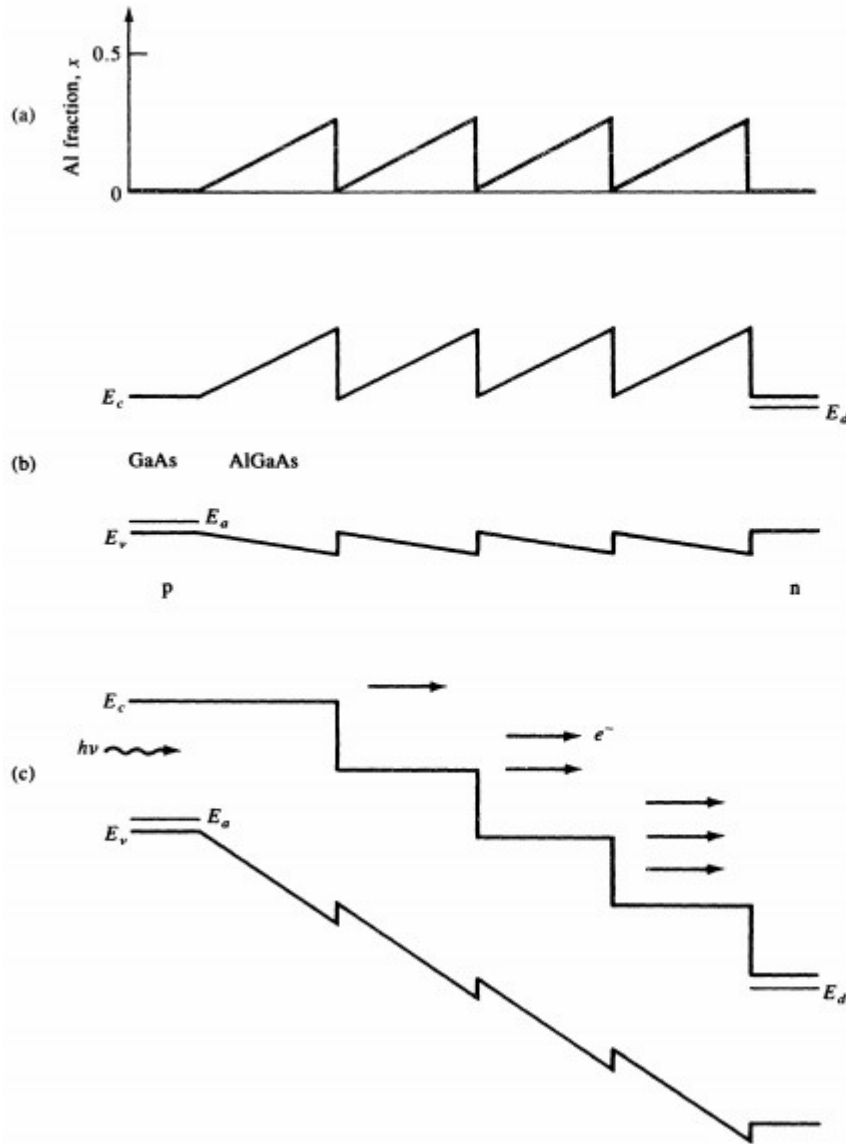 0.5
Al fraction, x
(a)
0
E_c
E_d
(b)
GaAs AlGaAs
E_a
E_v
p n
E_c
hν
e⁻
(c)
E_a
E_v
E_d